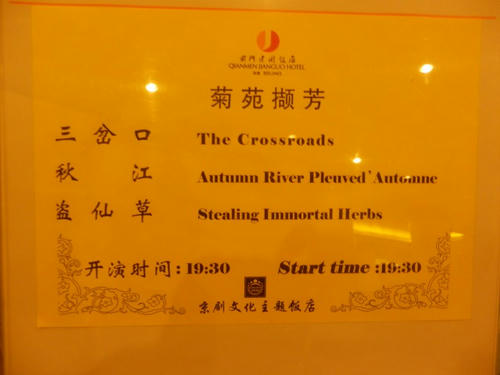 前门建国饭店
QIANMEN JIANGUO HOTEL
BEIJING
菊苑撷芳
三岔口 The Crossroads
秋江 Autumn River Pleuved'Automne
盗仙草 Stealing Immortal Herbs
开演时间:19:30 Start time :19:30
京剧文化主题饭店